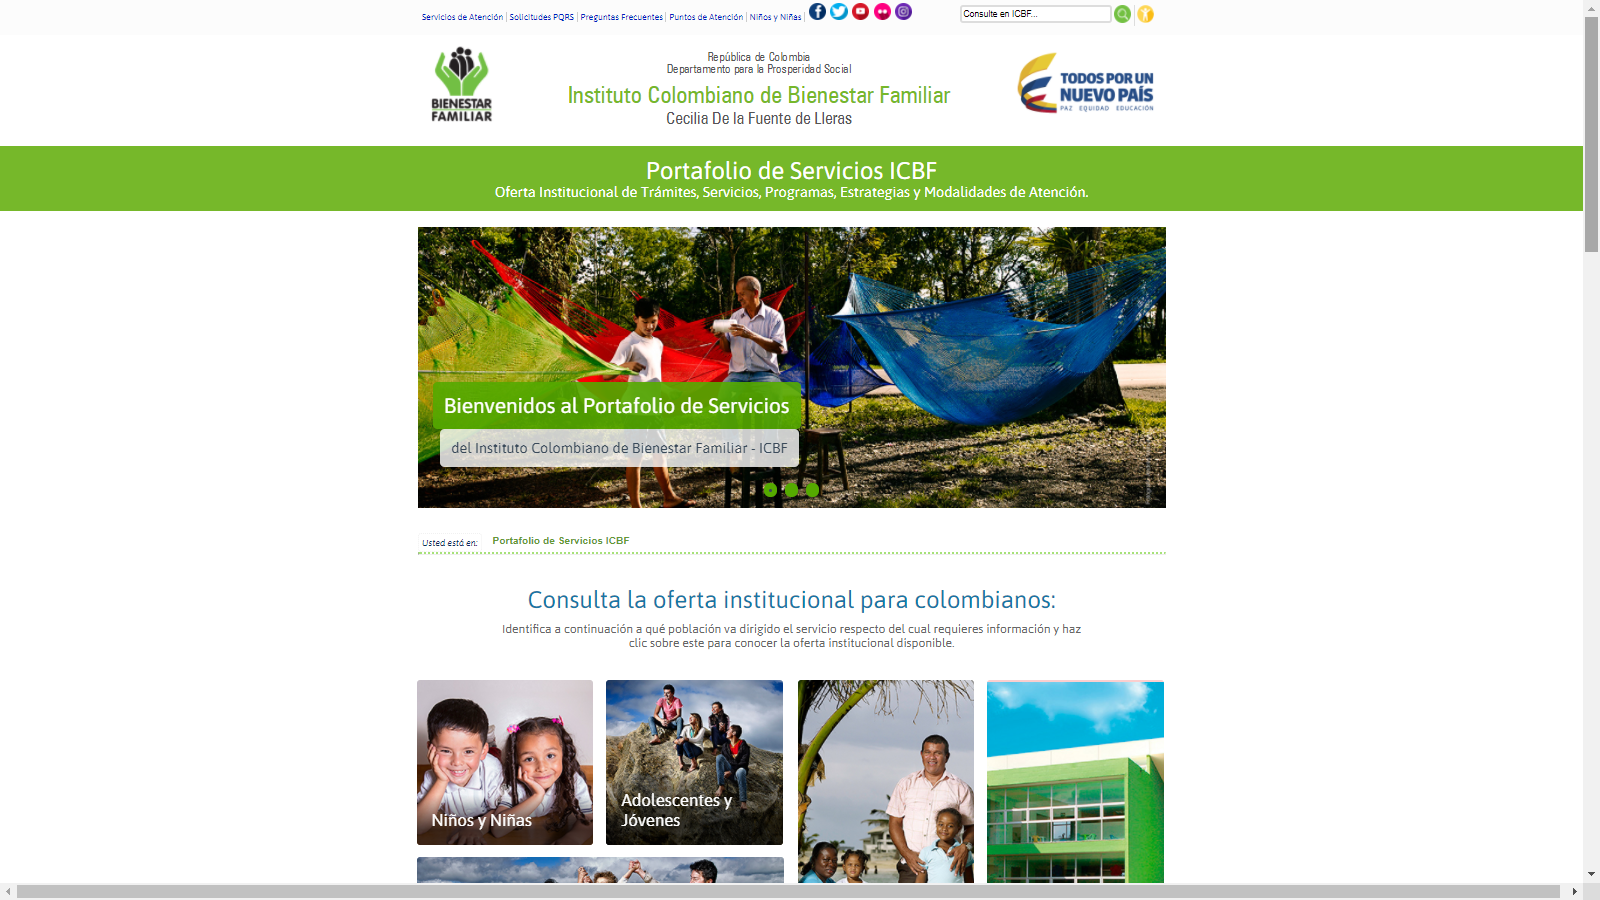 Servicios de Atención | Solicitudes PQRS | Preguntas Frecuentes | Puntos de Atención | Niños y Niñas |
Consulte en ICBF...
BIENESTAR
FAMILIAR
República de Colombia
Departamento para la Prosperidad Social
Instituto Colombiano de Bienestar Familiar
Cecilia De la Fuente de Lleras
TODOS POR UN
NUEVO PAÍS
PAZ EQUIDAD EDUCACIÓN
Portafolio de Servicios ICBF
Oferta Institucional de Trámites, Servicios, Programas, Estrategias y Modalidades de Atención.
Bienvenidos al Portafolio de Servicios
del Instituto Colombiano de Bienestar Familiar - ICBF
Usted está en:
Portafolio de Servicios ICBF
Consulta la oferta institucional para colombianos:
Identifica a continuación a qué población va dirigido el servicio respecto del cual requieres información y haz
clic sobre este para conocer la oferta institucional disponible.
Niños y Niñas
Adolescentes y
Jóvenes